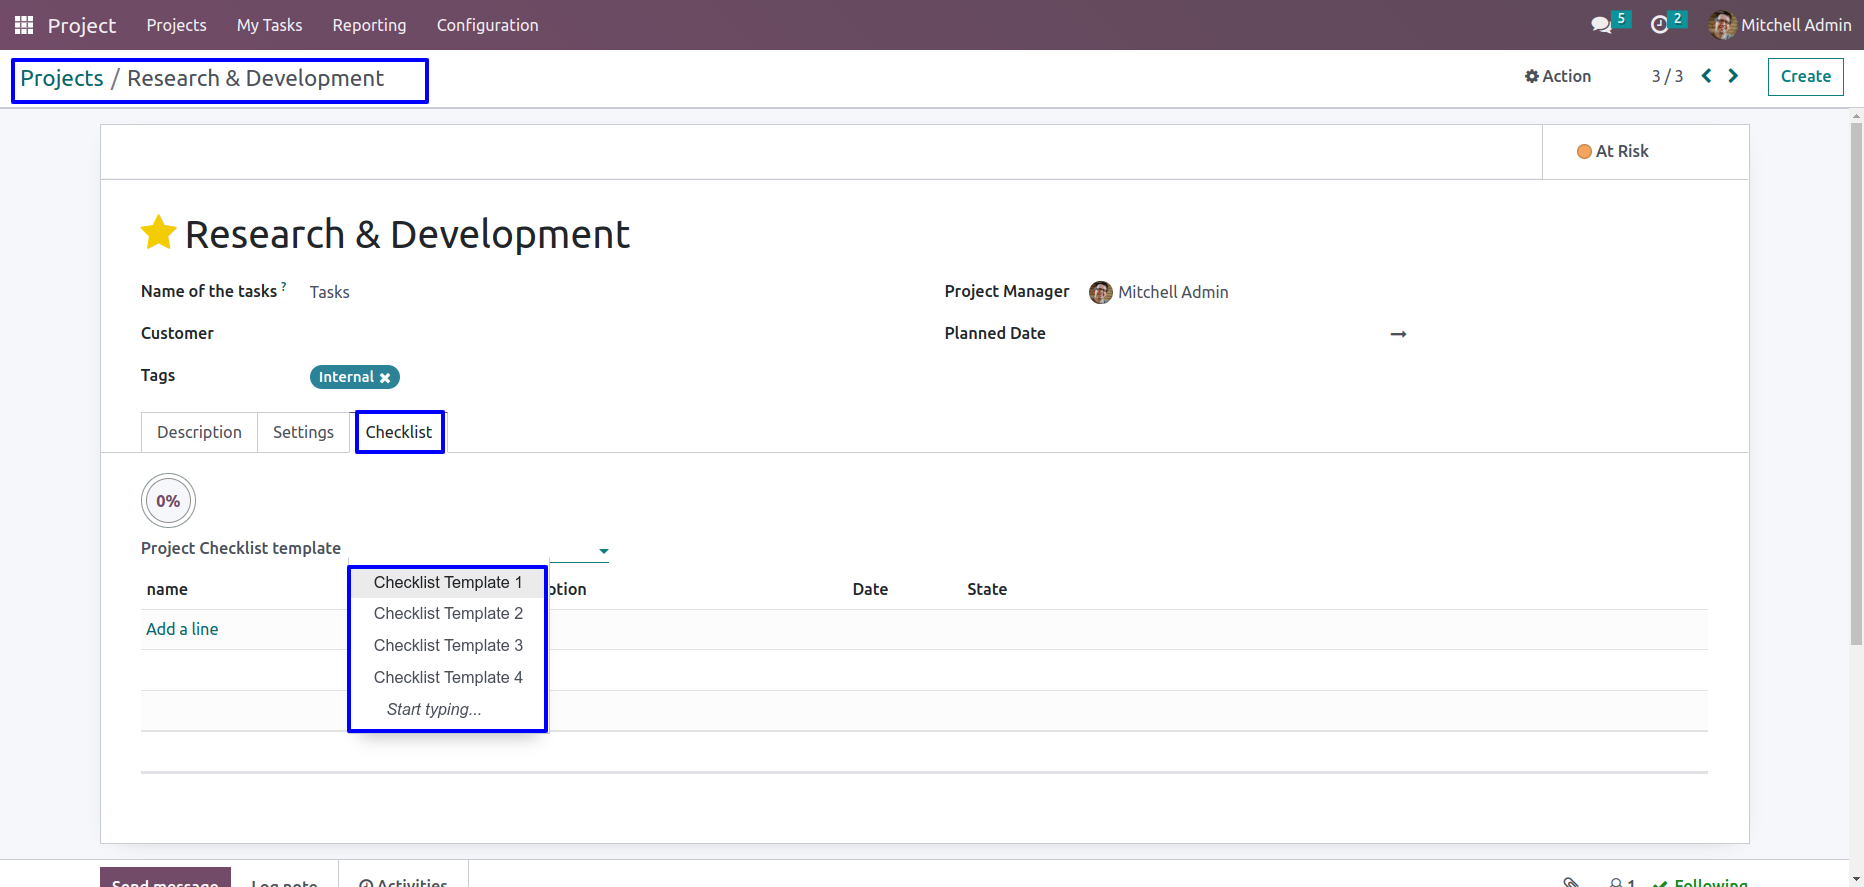 Project Projects My Tasks Reporting Configuration 5 2 Mitchell Admin
Projects / Research & Development Action 3 / 3 Create
At Risk
Research & Development
Name of the tasks ? Tasks Project Manager Mitchell Admin
Customer Planned Date
Tags Internal
Description Settings Checklist
0%
Project Checklist template
Checklist Template 1
name ption Date State
Checklist Template 2
Add a line
Checklist Template 3
Checklist Template 4
Start typing...
Send message Log note Activities 1 Following